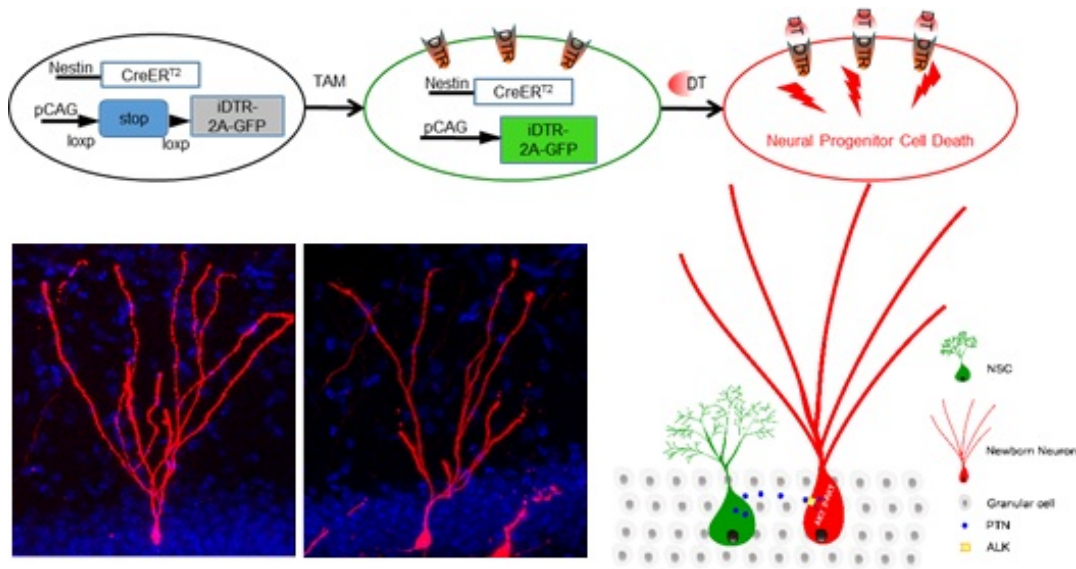 Nestin
CreER^T2
pCAG
stop
iDTR-
2A-GFP
loxp
loxp
TAM
DTR
DTR
DTR
Nestin
CreER^T2
pCAG
iDTR-
2A-GFP
DT
DT
DTR
DT
DTR
DT
DTR
Neural Progenitor Cell Death
NSC
Newborn Neuron
Granular cell
PTN
ALK